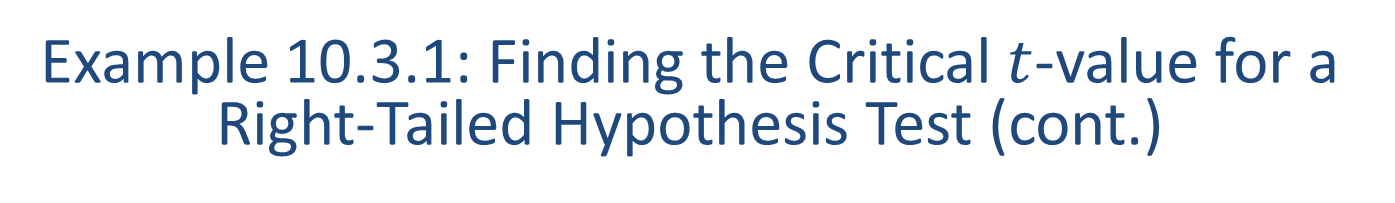 Example 10.3.1: Finding the Critical t-value for a
Right-Tailed Hypothesis Test (cont.)